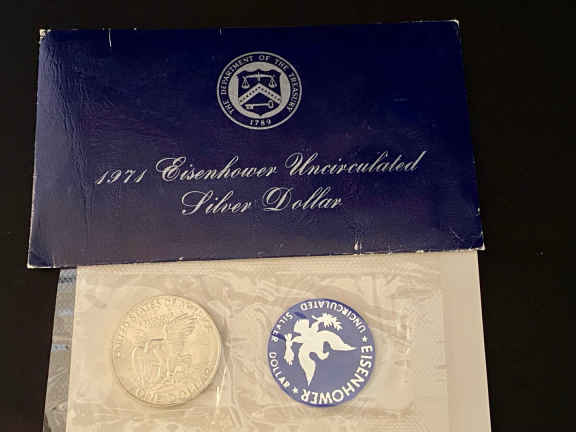 THE DEPARTMENT OF THE TREASURY
1789
1971 Eisenhower Uncirculated
Silver Dollar
UNITED STATES OF AMERICA
ONE DOLLAR
EISENHOWER
UNCIRCULATED SILVER DOLLAR